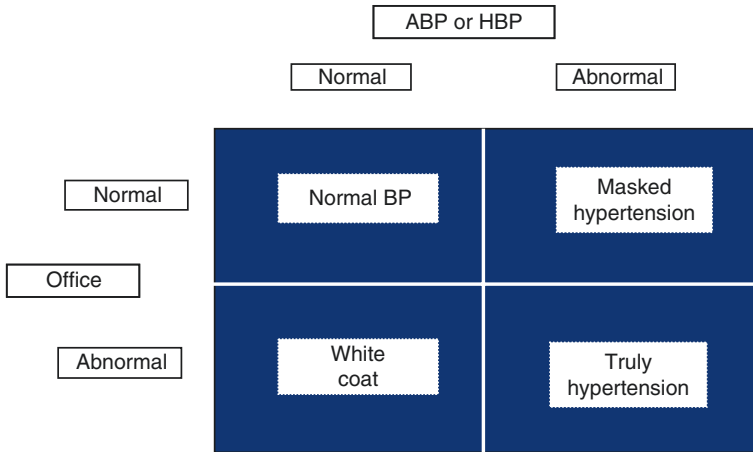 ABP or HBP
Normal
Abnormal
Normal
Normal BP
Masked
hypertension
Office
Abnormal
White
coat
Truly
hypertension